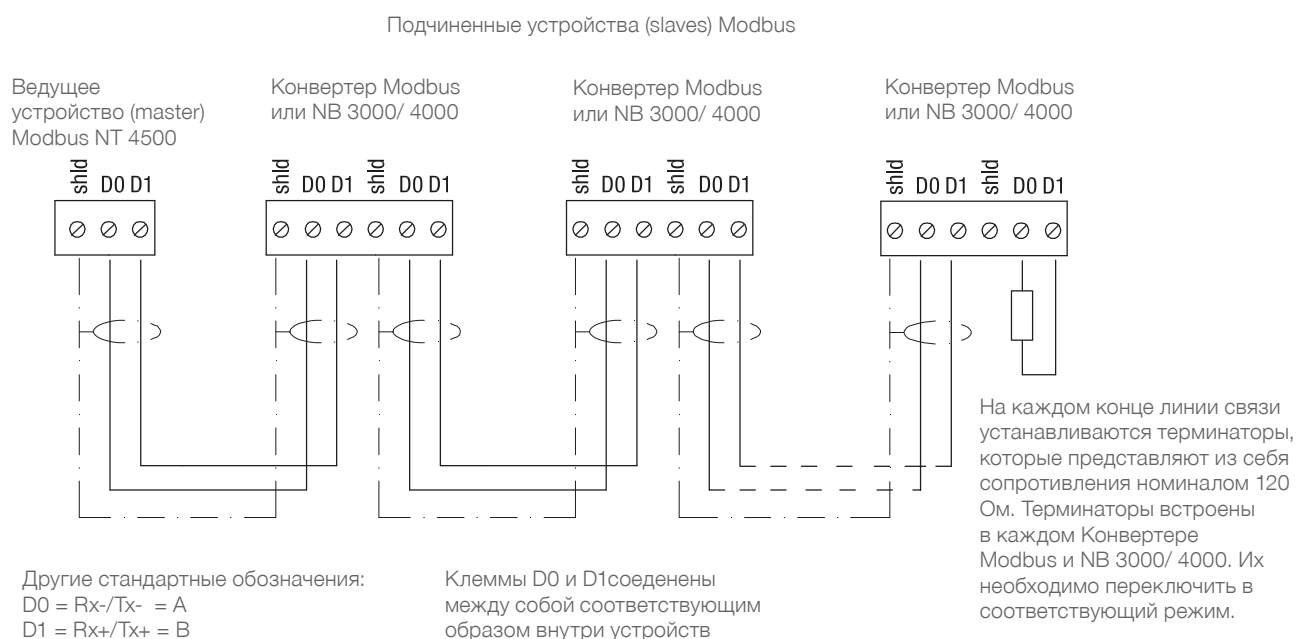 Подчиненные устройства (slaves) Modbus
Ведущее
устройство (master)
Modbus NT 4500
Конвертер Modbus
или NB 3000/ 4000
Конвертер Modbus
или NB 3000/ 4000
Конвертер Modbus
или NB 3000/ 4000
shld D0 D1
shld D0 D1 shld D0 D1
shld D0 D1 shld D0 D1
shld D0 D1 shld D0 D1
На каждом конце линии связи
устанавливаются терминаторы,
которые представляют из себя
сопротивления номиналом 120
Ом. Терминаторы встроены
в каждом Конвертере
Modbus и NB 3000/ 4000. Их
необходимо переключить в
соответствующий режим.
Другие стандартные обозначения:
D0 = Rx-/Tx- = A
D1 = Rx+/Tx+ = B
Клеммы D0 и D1соеденены
между собой соответствующим
образом внутри устройств